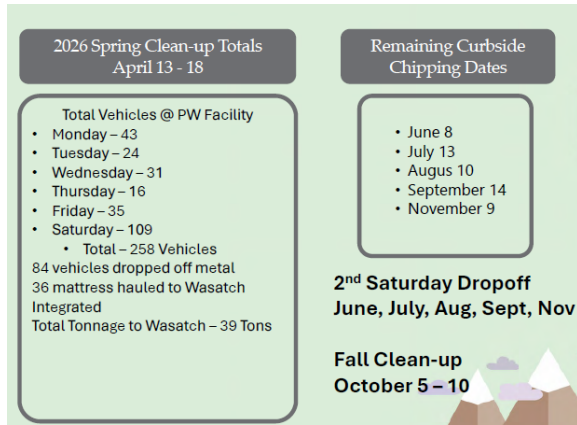 2026 Spring Clean-up Totals
April 13 - 18
Total Vehicles @ PW Facility
• Monday – 43
• Tuesday – 24
• Wednesday – 31
• Thursday – 16
• Friday – 35
• Saturday – 109
• Total – 258 Vehicles
84 vehicles dropped off metal
36 mattress hauled to Wasatch
Integrated
Total Tonnage to Wasatch – 39 Tons
Remaining Curbside
Chipping Dates
• June 8
• July 13
• Augus 10
• September 14
• November 9
2nd Saturday Dropoff
June, July, Aug, Sept, Nov
Fall Clean-up
October 5 – 10